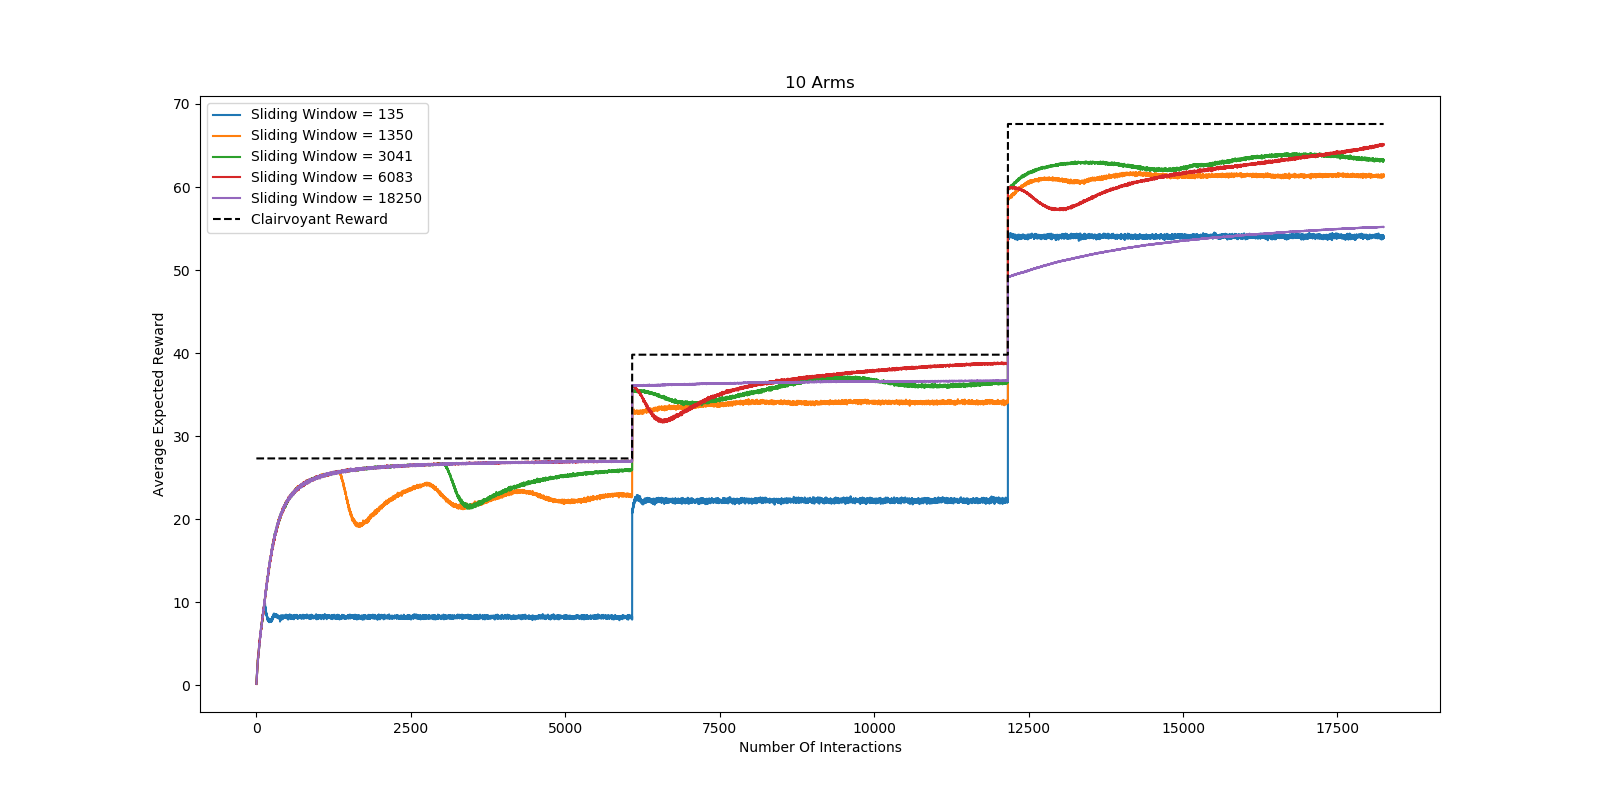 10 Arms
70
60
50
40
30
20
10
0
Average Expected Reward
Sliding Window = 135
Sliding Window = 1350
Sliding Window = 3041
Sliding Window = 6083
Sliding Window = 18250
Clairvoyant Reward
0 2500 5000 7500 10000 12500 15000 17500
Number Of Interactions